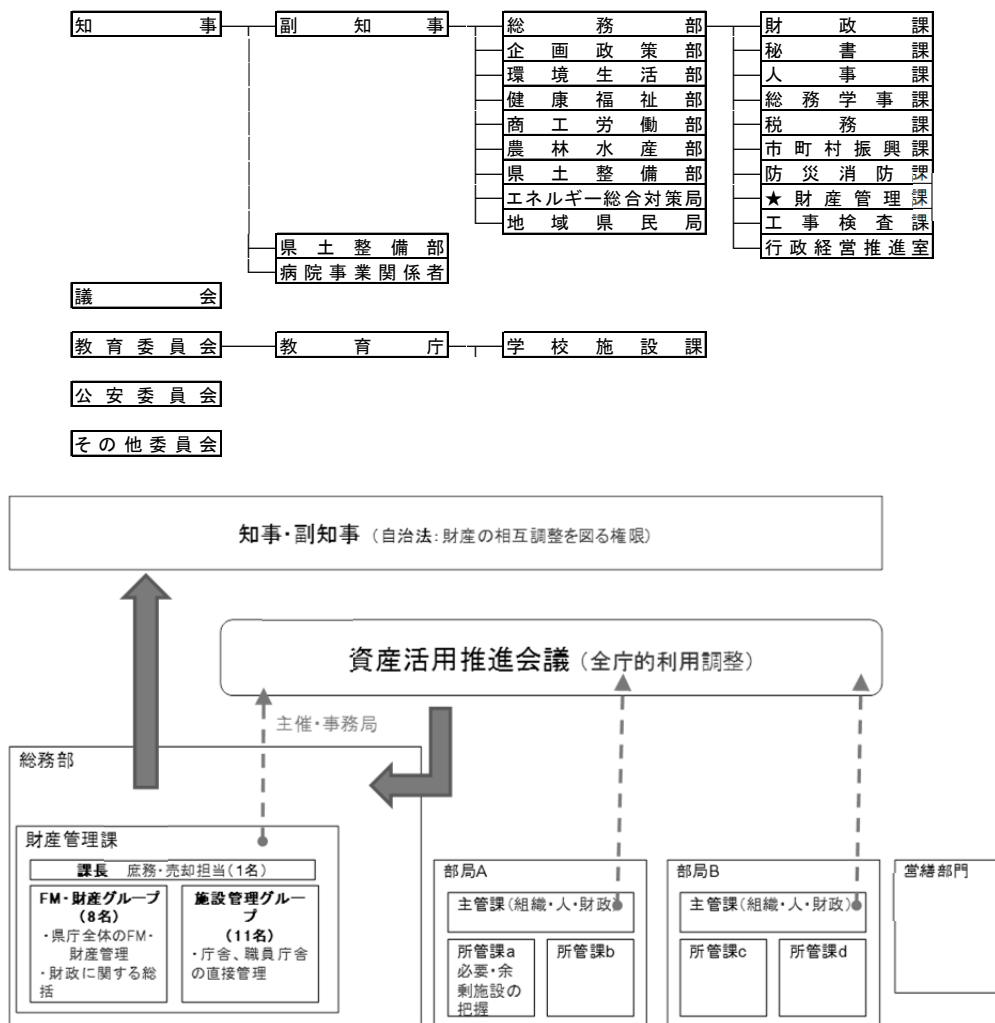 知事 副知事 総務部 財政課
企画政策部 秘書課
環境生活部 人事課
健康福祉部 総務学事課
商工労働部 税務課
農林水産部 市町村振興課
県土整備部 防災消防課
エネルギー総合対策局 ★財産管理課
地域県民局 工事検査課
県土整備部 行政経営推進室
病院事業関係者
議会
教育委員会 教育庁 学校施設課
公安委員会
その他委員会
知事・副知事（自治法：財産の相互調整を図る権限）
資産活用推進会議（全庁的利用調整）
主催・事務局
総務部
財産管理課
課長 庶務・売却担当（1名）
FM・財産グループ
（8名）
・県庁全体のFM・
財産管理
・財政に関する総
括
施設管理グルー
プ
（11名）
・庁舎、職員庁舎
の直接管理
部局A
主管課（組織・人・財政）
所管課a
必要・余
剰施設の
把握
所管課b
部局B
主管課（組織・人・財政）
所管課c
所管課d
営繕部門